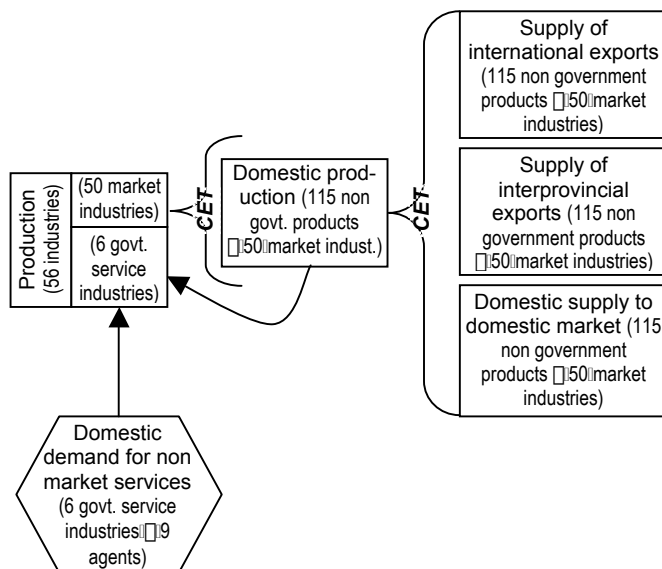 Supply of
international exports
(115 non government
products □50 market
industries)
Production
(56 industries)
(50 market
industries)
(6 govt.
service
industries)
CET
Domestic prod-
uction (115 non
govt. products
□50 market indust.)
CET
Supply of
interprovincial
exports (115 non
government products
□50 market industries)
Domestic supply to
domestic market (115
non government
products □50 market
industries)
Domestic
demand for non
market services
(6 govt. service
industries□9
agents)